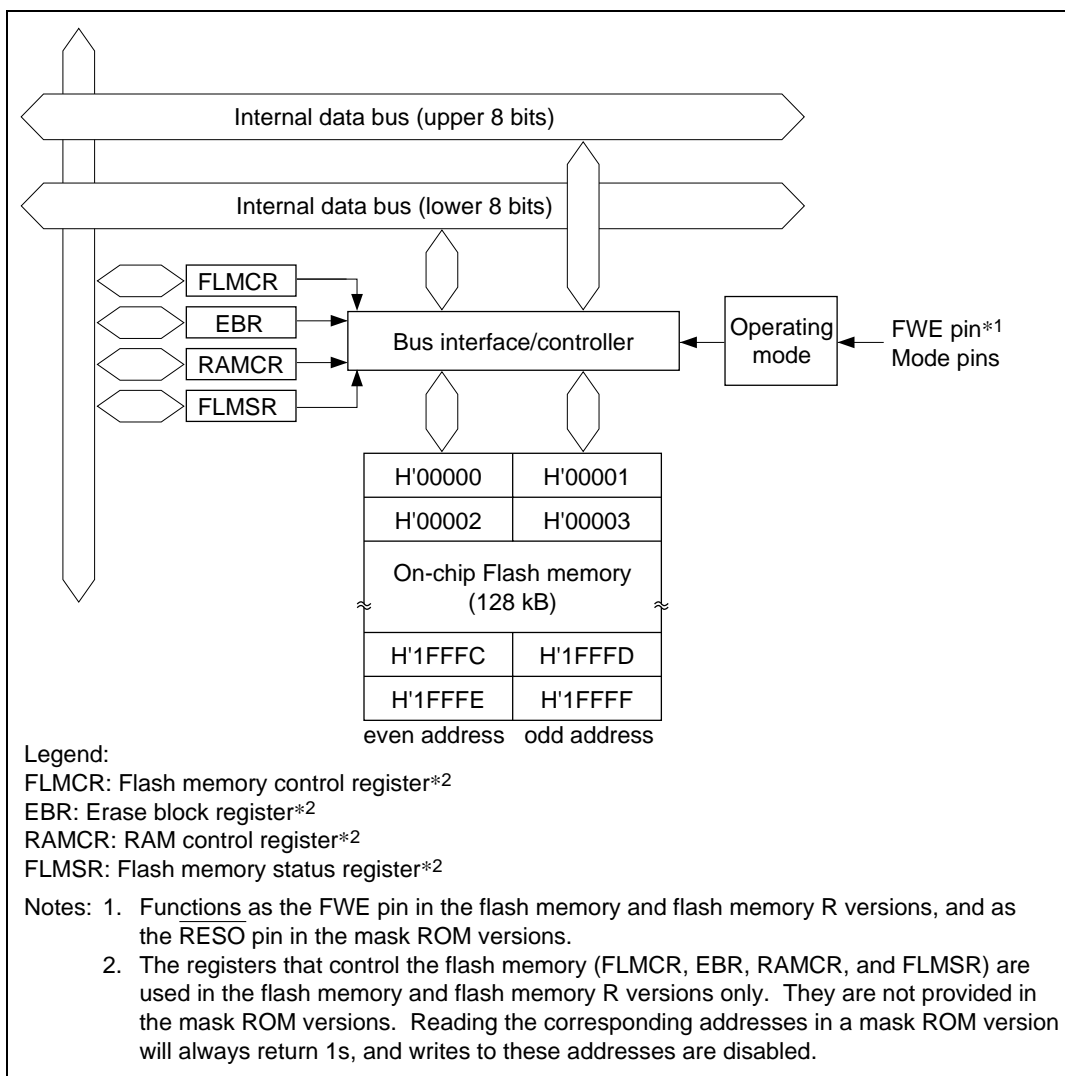 Internal data bus (upper 8 bits)
Internal data bus (lower 8 bits)
FLMCR
EBR
RAMCR
FLMSR
Bus interface/controller
Operating
mode
FWE pin*1
Mode pins
H'00000 H'00001
H'00002 H'00003
On-chip Flash memory
(128 kB)
H'1FFFC H'1FFFD
H'1FFFE H'1FFFF
even address odd address
Legend:
FLMCR: Flash memory control register*2
EBR: Erase block register*2
RAMCR: RAM control register*2
FLMSR: Flash memory status register*2
Notes: 1. Functions as the FWE pin in the flash memory and flash memory R versions, and as
the RESO pin in the mask ROM versions.
2. The registers that control the flash memory (FLMCR, EBR, RAMCR, and FLMSR) are
used in the flash memory and flash memory R versions only. They are not provided in
the mask ROM versions. Reading the corresponding addresses in a mask ROM version
will always return 1s, and writes to these addresses are disabled.